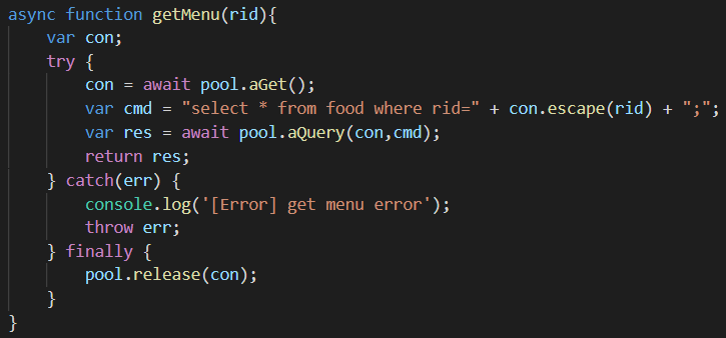 async function getMenu(rid){
    var con;
    try {
        con = await pool.aGet();
        var cmd = "select * from food where rid=" + con.escape(rid) + ";";
        var res = await pool.aQuery(con,cmd);
        return res;
    } catch(err) {
        console.log('[Error] get menu error');
        throw err;
    } finally {
        pool.release(con);
    }
}